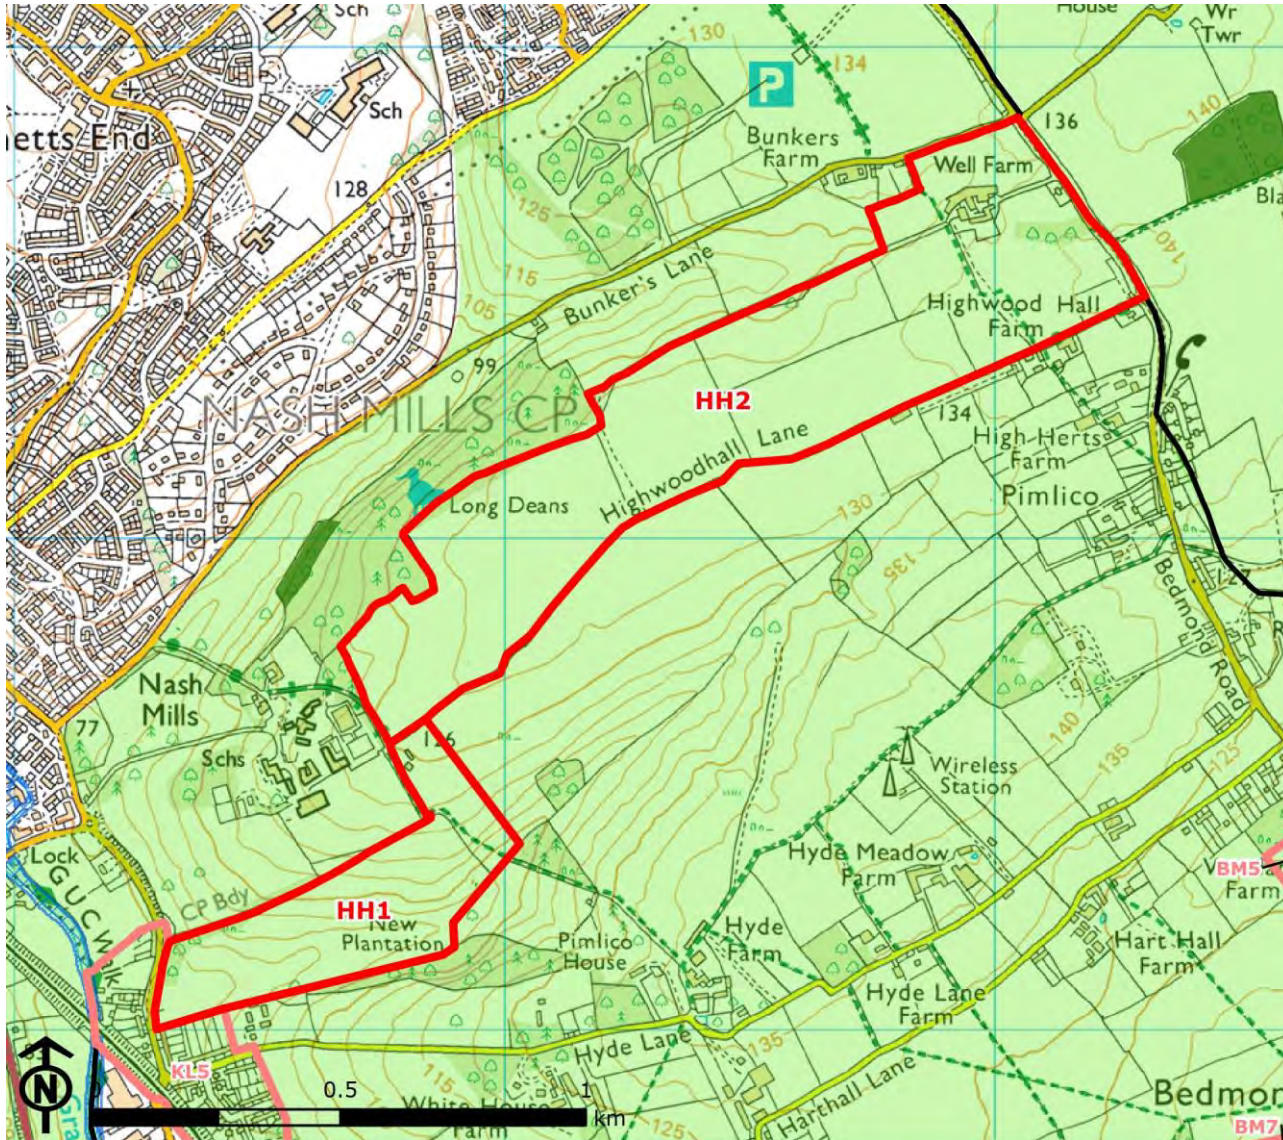 Sch
House
Wr
Twr
130
134
P
Sch
136
140
etts End
Bunkers
Farm
Well Farm
128
125
115
105
Bunker's Lane
140
Highwood Hall
Farm
99
NASH MILLS CP
HH2
134
High Herts
Farm
Highwoodhall Lane
Pimlico
Long Deans
130
135
Bedmond Road
Nash
Mills
126
77
Schs
140
135
125
Wireless
Station
Lock
Hyde Meadow
Farm
BM5
Farm
CP Bdy
HH1
New
Plantation
GUC Walk
Pimlico
House
Hyde
Farm
Hart Hall
Farm
Hyde Lane
Farm
Hyde Lane
135
KL5
N
0.5
1
km
Harthall Lane
White House
Farm
125
Bedmon
BM7